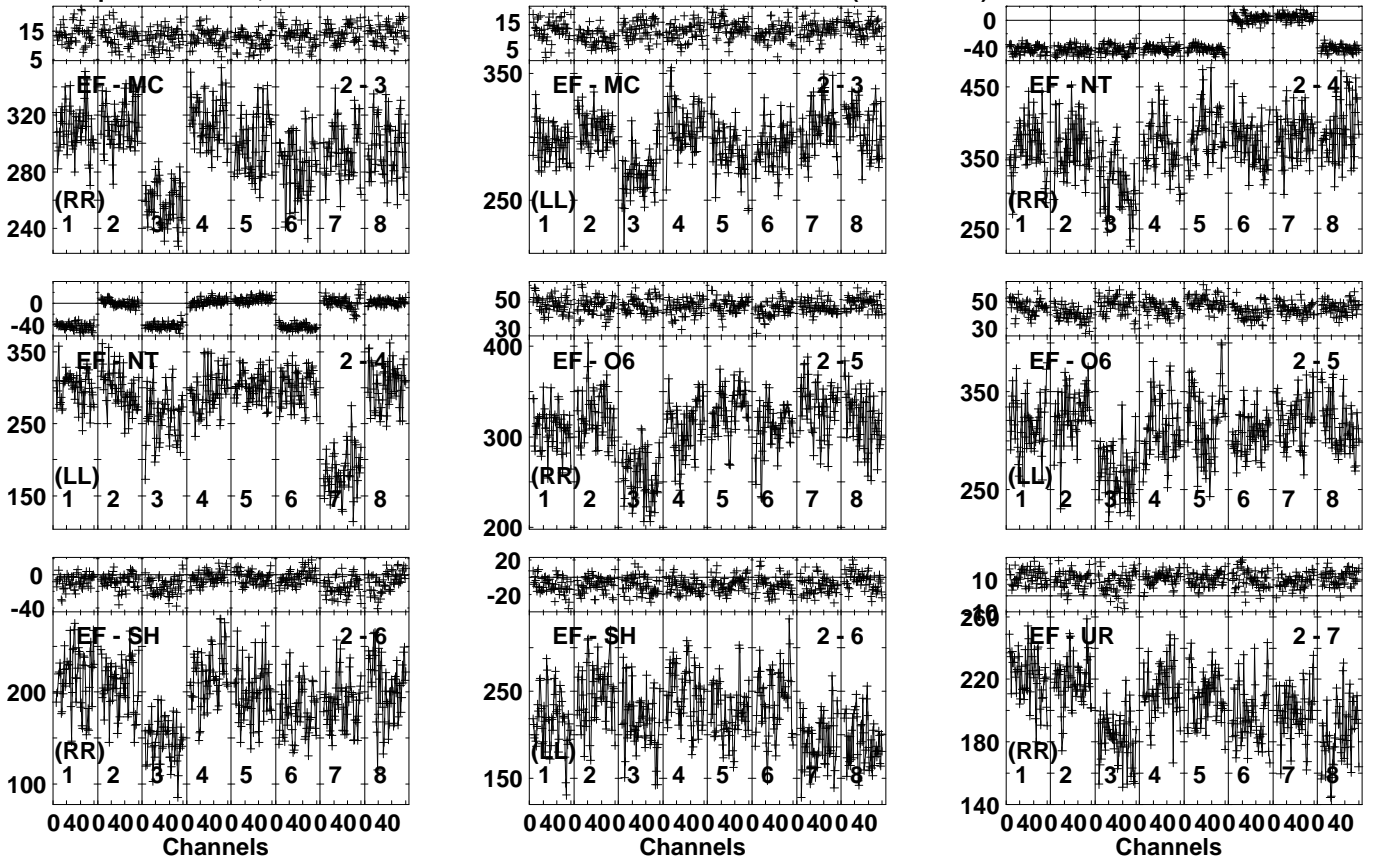 15 5
EF - MC 2 - 3
320
280
(RR)
240
1 2 3 4 5 6 7 8
15 5
350
EF - MC 2 - 3
250
(LL)
1 2 3 4 5 6 7 8
0 -40
450
EF - NT 2 - 4
350
(RR)
250
1 2 3 4 5 6 7 8
0 -40
350
EF - NT 2 - 4
250
(LL)
150
1 2 3 4 5 6 7 8
50 30
400
EF - O6 2 - 5
300
(RR)
200
1 2 3 4 5 6 7 8
50 30
EF - O6 2 - 5
350
(LL)
250
1 2 3 4 5 6 7 8
0 -40
EF - SH 2 - 6
200
(RR)
100
1 2 3 4 5 6 7 8
0 40 0 40 0 40 0 40 0 40 0 40 0 40 0 40
Channels
20 -20
EF - SH 2 - 6
250
(LL)
150
1 2 3 4 5 6 7 8
0 40 0 40 0 40 0 40 0 40 0 40 0 40 0 40
Channels
10 -10
260
EF - UR 2 - 7
220
180
(RR)
140
1 2 3 4 5 6 7 8
0 40 0 40 0 40 0 40 0 40 0 40 0 40 0 40
Channels